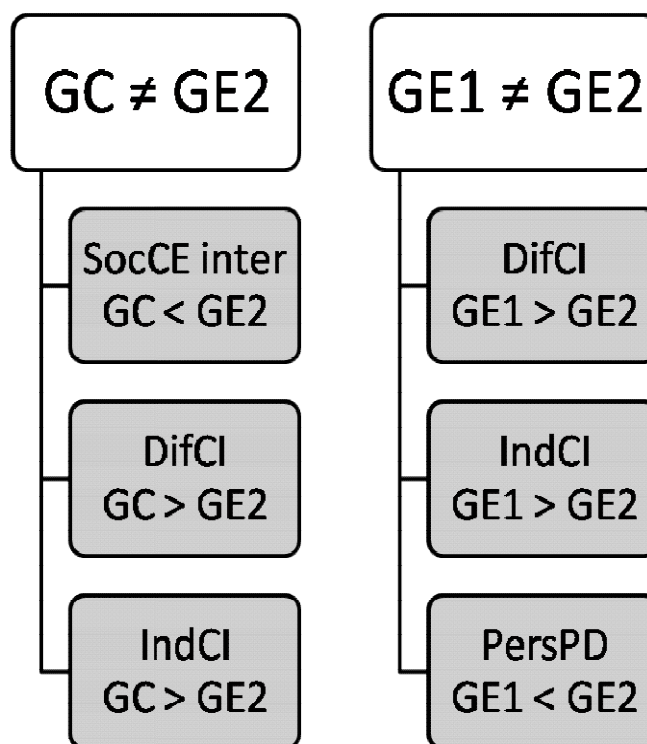 GC ≠ GE2
SocCE inter
GC < GE2
DifCI
GC > GE2
IndCI
GC > GE2
GE1 ≠ GE2
DifCI
GE1 > GE2
IndCI
GE1 > GE2
PersPD
GE1 < GE2